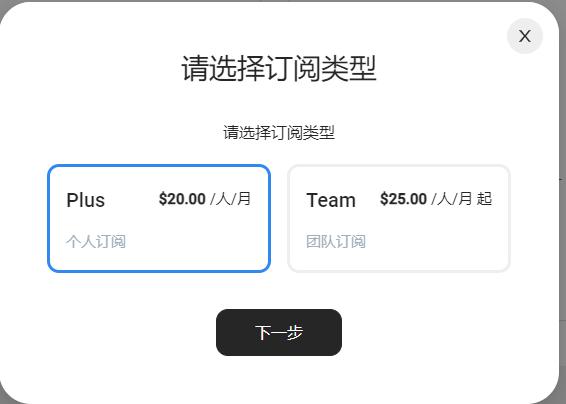 X
请选择订阅类型
请选择订阅类型
Plus $20.00 /人/月
个人订阅
Team $25.00 /人/月 起
团队订阅
下一步